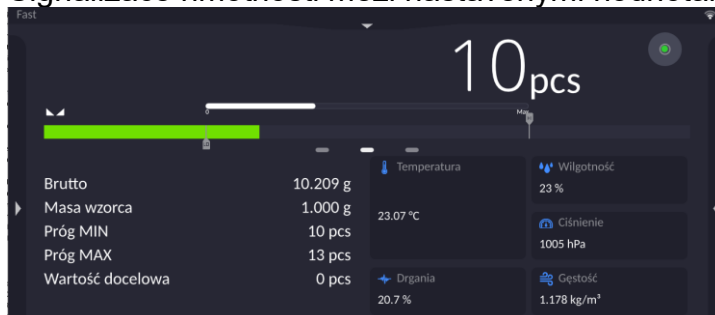 Fast
10 pcs
0
Max
Brutto 10.209 g
Masa wzorca 1.000 g
Próg MIN 10 pcs
Próg MAX 13 pcs
Wartość docelowa 0 pcs
Temperatura
23.07 °C
Wilgotność
23 %
Ciśnienie
1005 hPa
Drgania
20.7 %
Gęstość
1.178 kg/m³